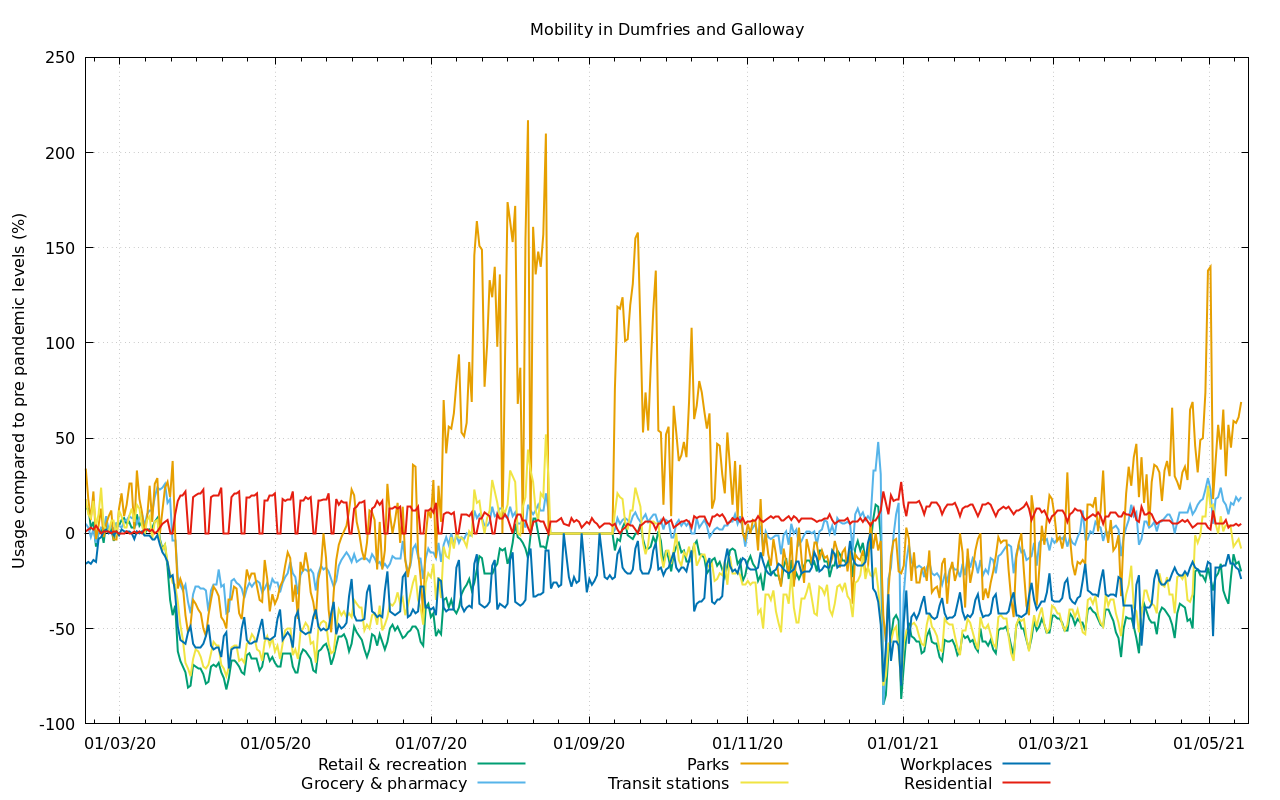 Mobility in Dumfries and Galloway
Usage compared to pre pandemic levels (%)
250
200
150
100
50
0
-50
-100
01/03/20 01/05/20 01/07/20 01/09/20 01/11/20 01/01/21 01/03/21 01/05/21
Retail & recreation Parks Workplaces
Grocery & pharmacy Transit stations Residential